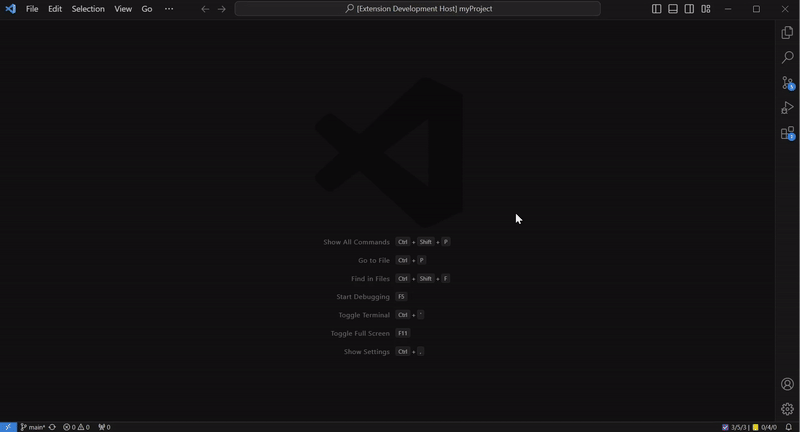 File Edit Selection View Go ··· [Extension Development Host] myProject
5
1
Show All Commands Ctrl + Shift + P
Go to File Ctrl + P
Find in Files Ctrl + Shift + F
Start Debugging F5
Toggle Terminal Ctrl + `
Toggle Full Screen F11
Show Settings Ctrl + ,
main* 0 0 0 3/5/3 | 0/4/0